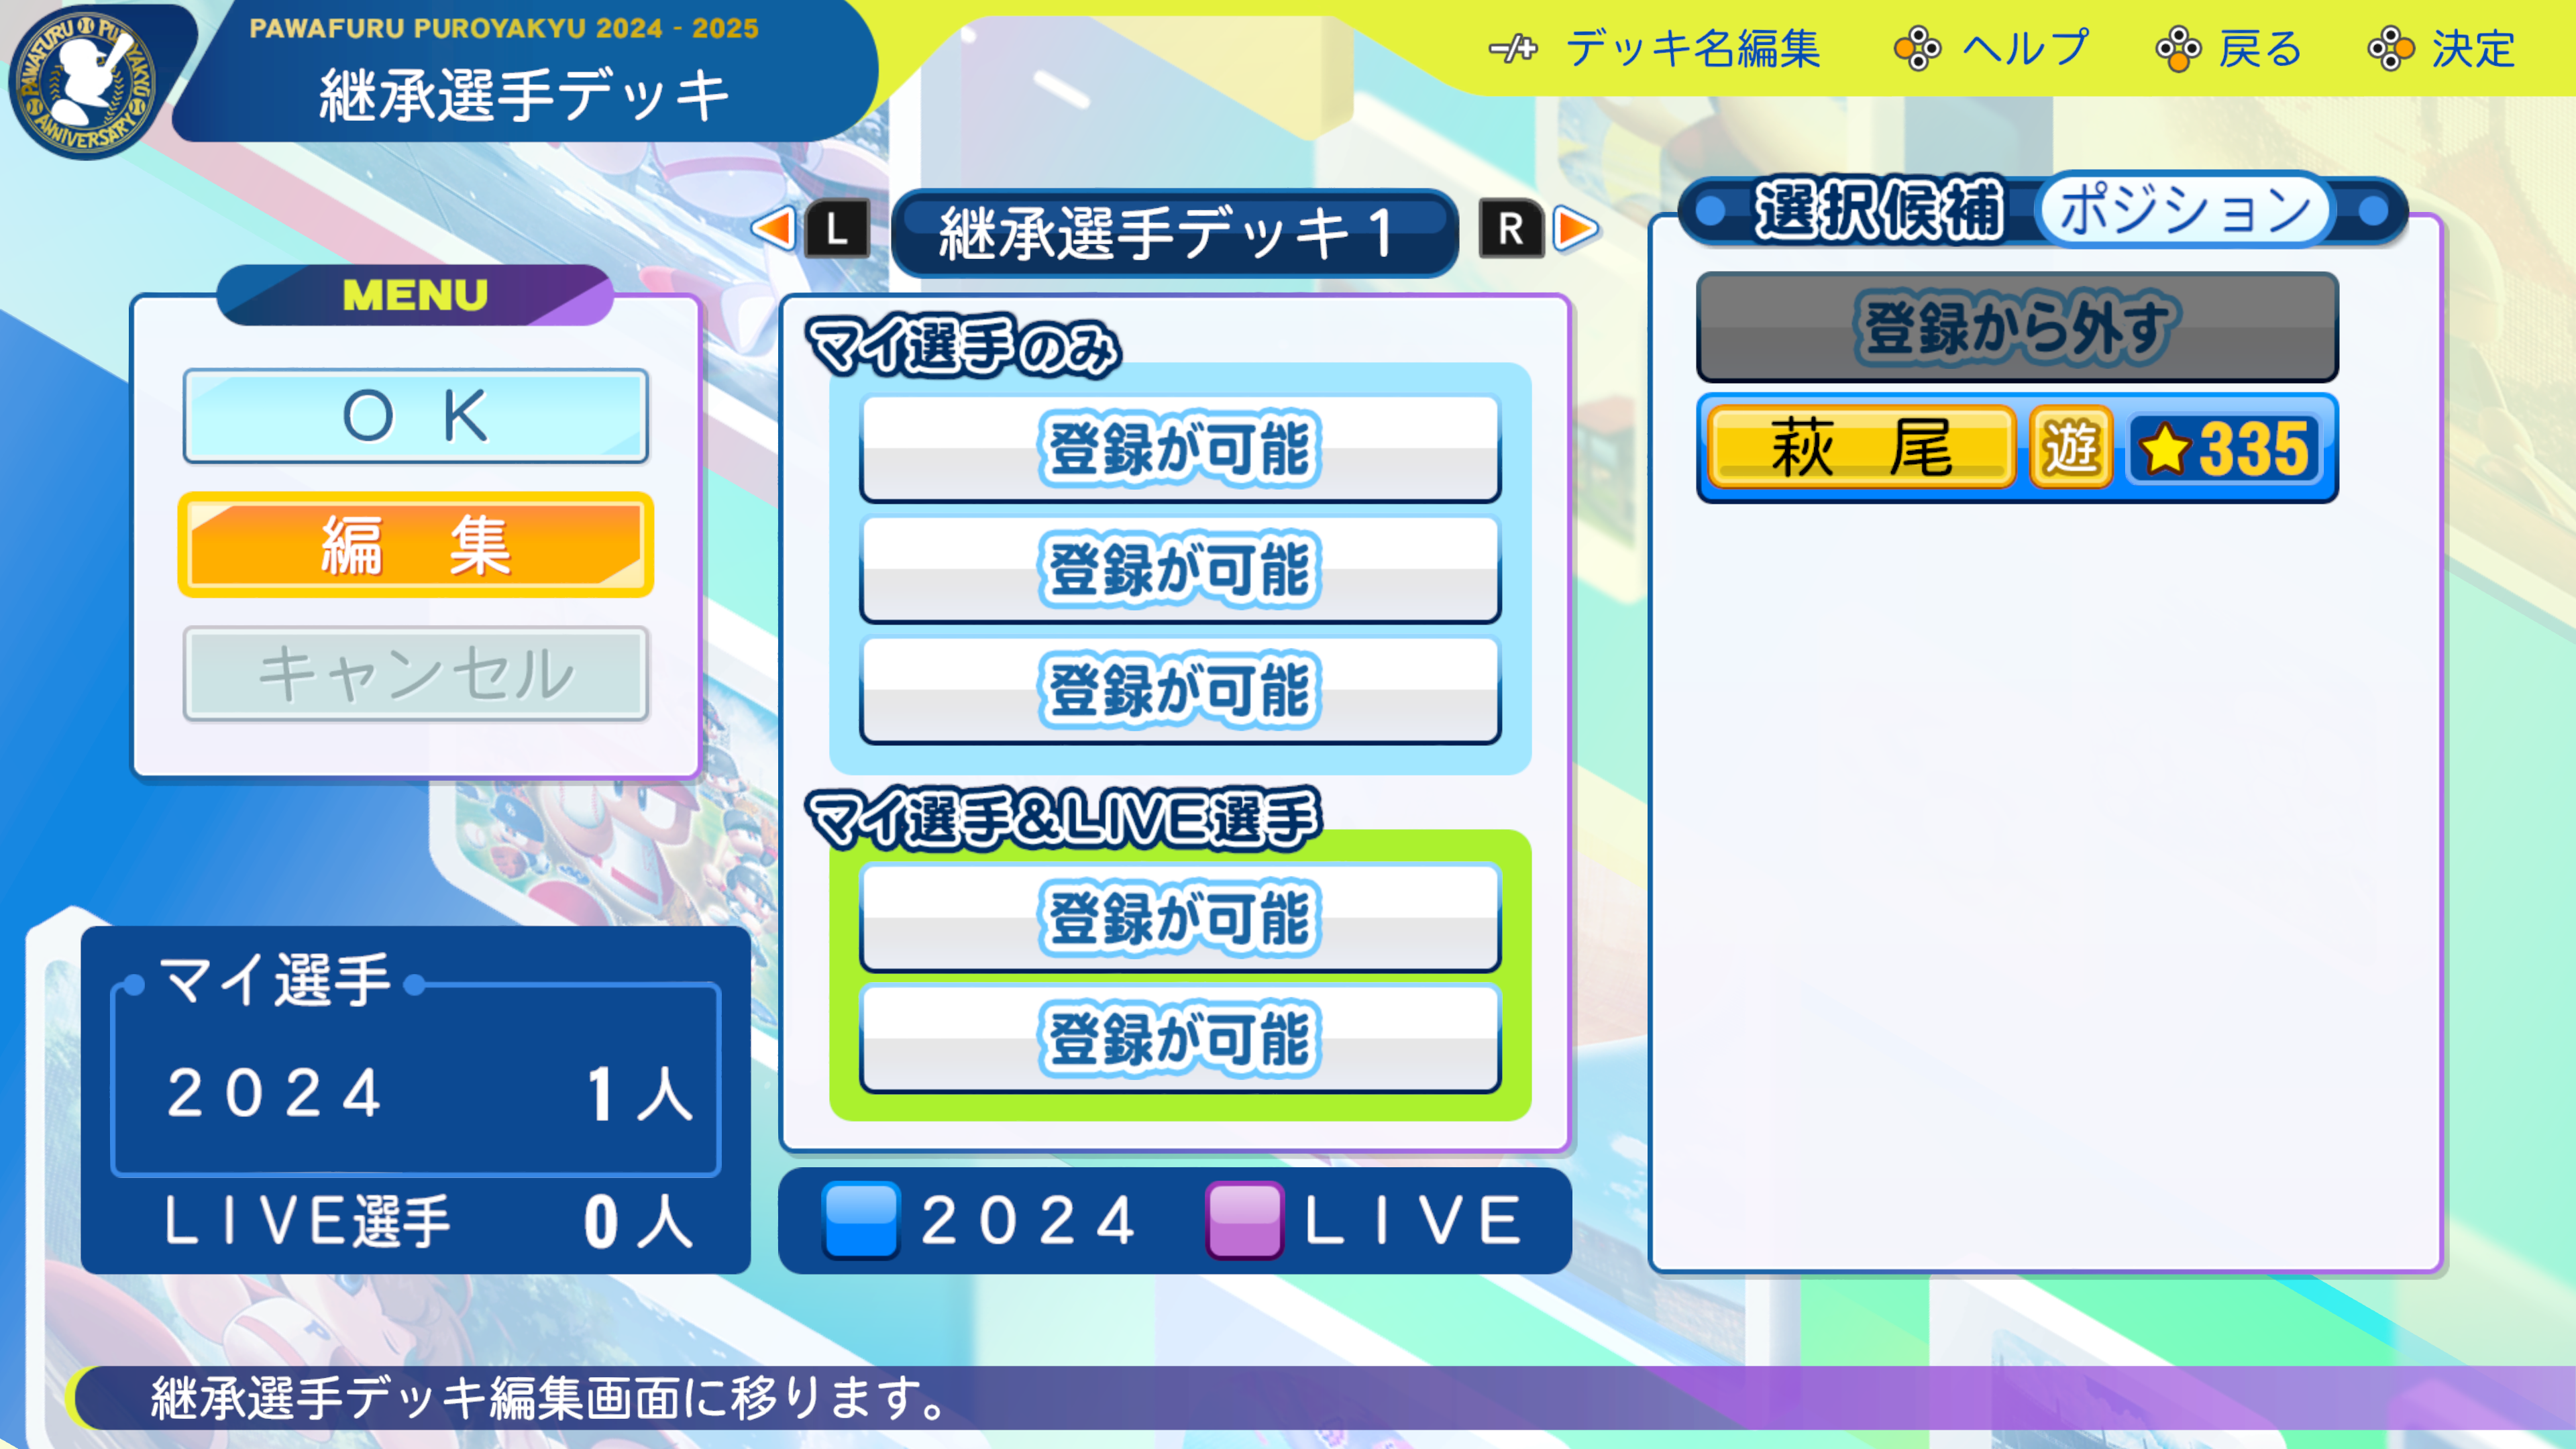 PAWAFURU PUROYAKYU 2024 - 2025
継承選手デッキ
PAWAFURU PUROYAKYU
ANNIVERSARY
-/+ デッキ名編集
ヘルプ
戻る
決定
L 継承選手デッキ1 R
MENU
OK
編 集
キャンセル
マイ選手のみ
登録が可能
登録が可能
登録が可能
マイ選手&LIVE選手
登録が可能
登録が可能
2024 LIVE
選択候補 ポジション
登録から外す
萩 尾 遊 335
マイ選手
2024 1人
LIVE選手 0人
継承選手デッキ編集画面に移ります。